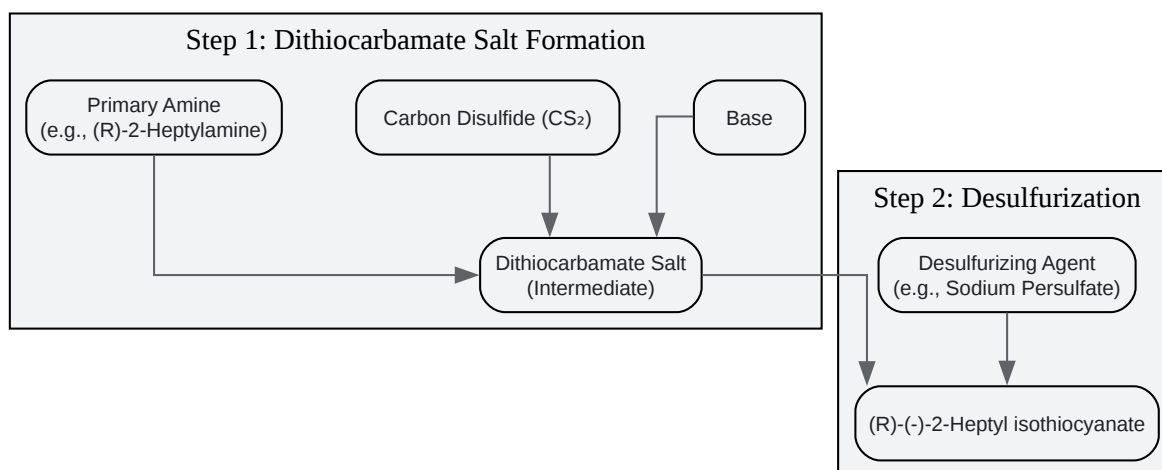 Step 1: Dithiocarbamate Salt Formation
Primary Amine
(e.g., (R)-2-Heptylamine)
Carbon Disulfide (CS₂)
Base
Dithiocarbamate Salt
(Intermediate)
Step 2: Desulfurization
Desulfurizing Agent
(e.g., Sodium Persulfate)
(R)-(-)-2-Heptyl isothiocyanate